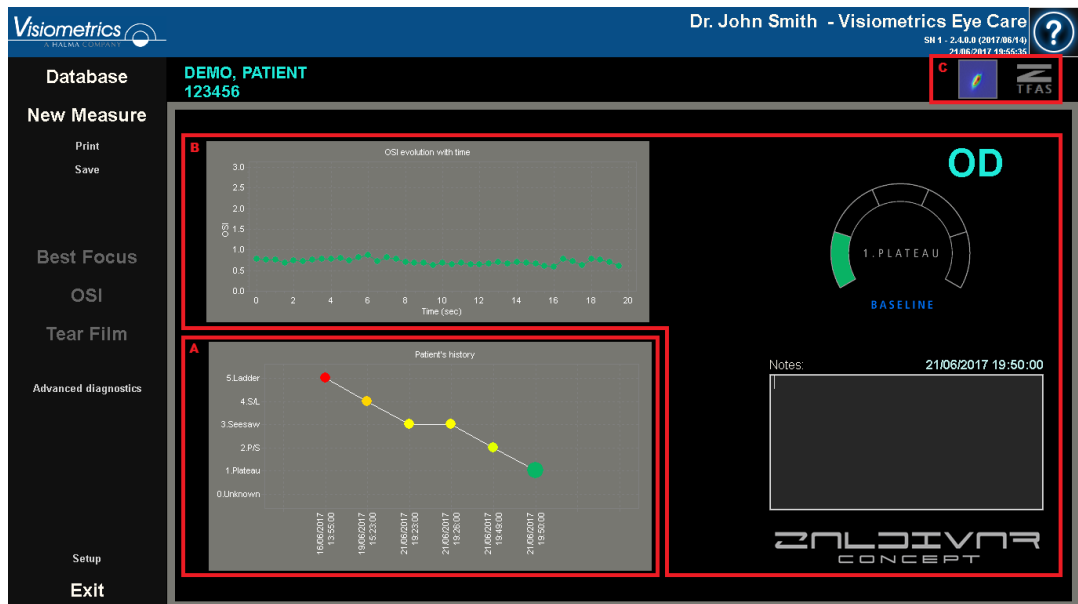 Visiometrics
A HALMA COMPANY
Dr. John Smith - Visiometrics Eye Care
SN 1 - 2.4.0.0 (2017/06/14)
21/06/2017 19:55:35
?
Database
New Measure
Print
Save
Best Focus
OSI
Tear Film
Advanced diagnostics
Setup
Exit
DEMO, PATIENT
123456
C
Z
TFAS
B
OSI evolution with time
OSI
3.0
2.5
2.0
1.5
1.0
0.5
0.0
0 2 4 6 8 10 12 14 16 18 20
Time (sec)
OD
1.PLATEAU
BASELINE
A
Patient's history
5.Ladder
4.S/L
3.Seesaw
2.P/S
1.Plateau
0.Unknown
16/06/2017
13:55:00
19/06/2017
15:23:00
21/06/2017
19:23:00
21/06/2017
19:26:00
21/06/2017
19:49:00
21/06/2017
19:50:00
Notes: 21/06/2017 19:50:00
ZALDIVAR
CONCEPT